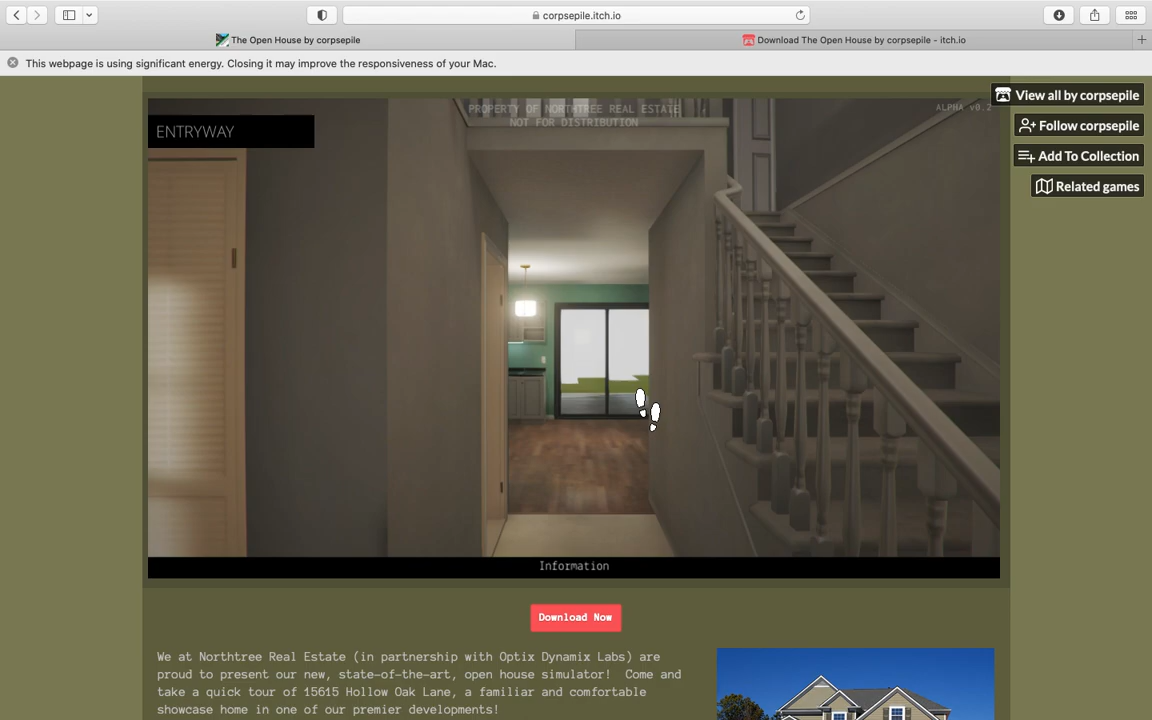 corpsepile.itch.io
The Open House by corpsepile
Download The Open House by corpsepile - itch.io
This webpage is using significant energy. Closing it may improve the responsiveness of your Mac.
View all by corpsepile
Follow corpsepile
Add To Collection
Related games
PROPERTY OF NORTHTREE REAL ESTATE
NOT FOR DISTRIBUTION
ALPHA v0.2
ENTRYWAY
Information
Download Now
We at Northtree Real Estate (in partnership with Optix Dynamix Labs) are
proud to present our new, state-of-the-art, open house simulator! Come and
take a quick tour of 15615 Hollow Oak Lane, a familiar and comfortable
showcase home in one of our premier developments!